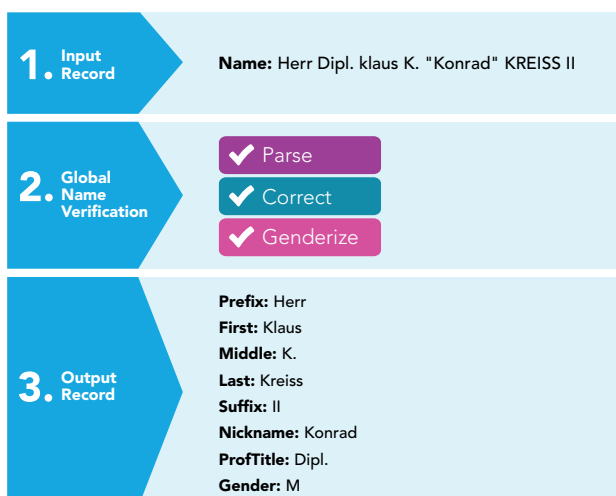 1. Input Record
Name: Herr Dipl. klaus K. "Konrad" KREISS II
2. Global Name Verification
Parse
Correct
Genderize
3. Output Record
Prefix: Herr
First: Klaus
Middle: K.
Last: Kreiss
Suffix: II
Nickname: Konrad
ProfTitle: Dipl.
Gender: M